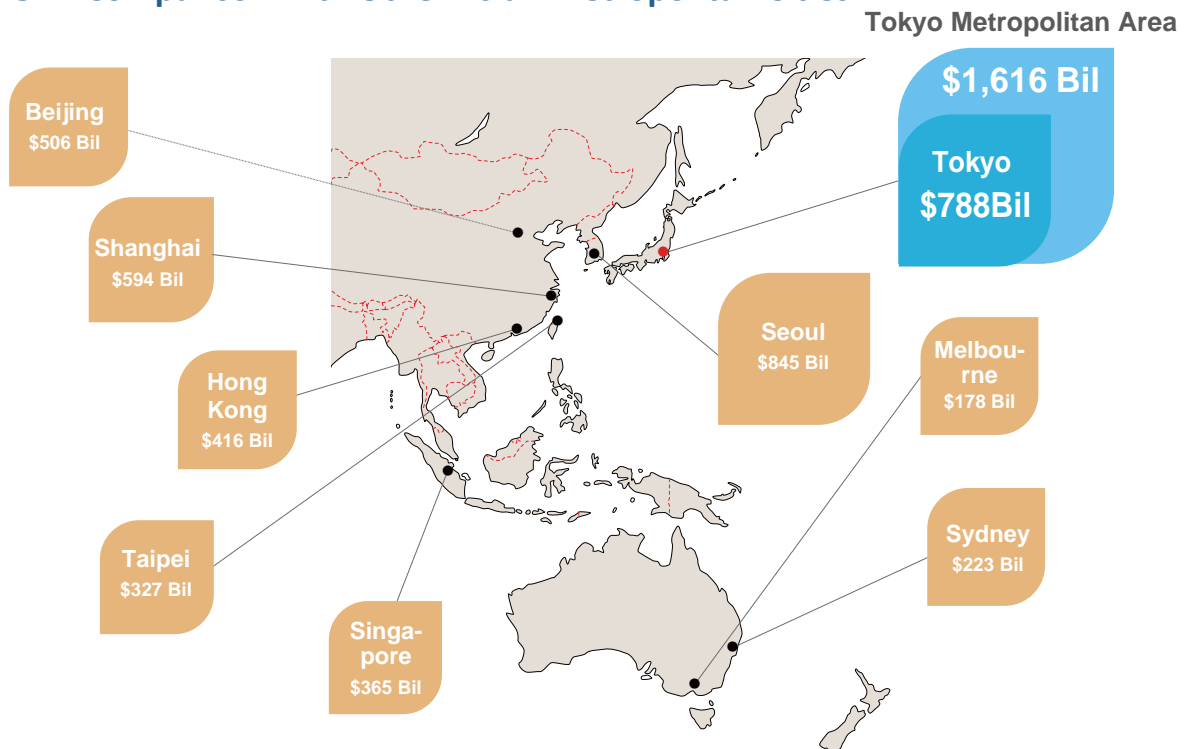 Tokyo Metropolitan Area
$1,616 Bil
Tokyo
$788Bil
Beijing
$506 Bil
Shanghai
$594 Bil
Hong
Kong
$416 Bil
Taipei
$327 Bil
Singa-
pore
$365 Bil
Seoul
$845 Bil
Melbou-
rne
$178 Bil
Sydney
$223 Bil